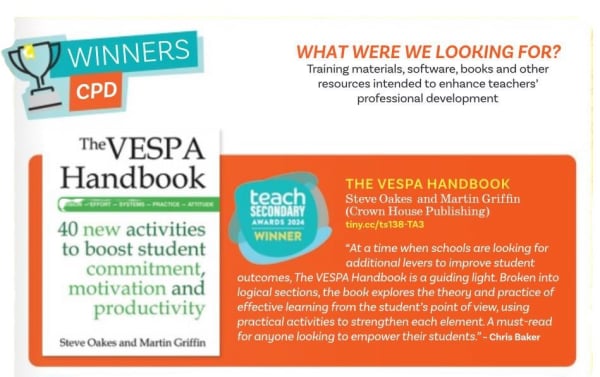 WINNERS
CPD
WHAT WERE WE LOOKING FOR?
Training materials, software, books and other
resources intended to enhance teachers'
professional development
The VESPA
Handbook
VISION – EFFORT – SYSTEMS – PRACTICE – ATTITUDE
40 new activities
to boost student
commitment,
motivation and
productivity
Steve Oakes and Martin Griffin
teach
SECONDARY
AWARDS 2024
WINNER
THE VESPA HANDBOOK
Steve Oakes and Martin Griffin
(Crown House Publishing)
tiny.cc/ts138-TA3
"At a time when schools are looking for
additional levers to improve student
outcomes, The VESPA Handbook is a guiding light. Broken into
logical sections, the book explores the theory and practice of
effective learning from the student's point of view, using
practical activities to strengthen each element. A must-read
for anyone looking to empower their students." – Chris Baker